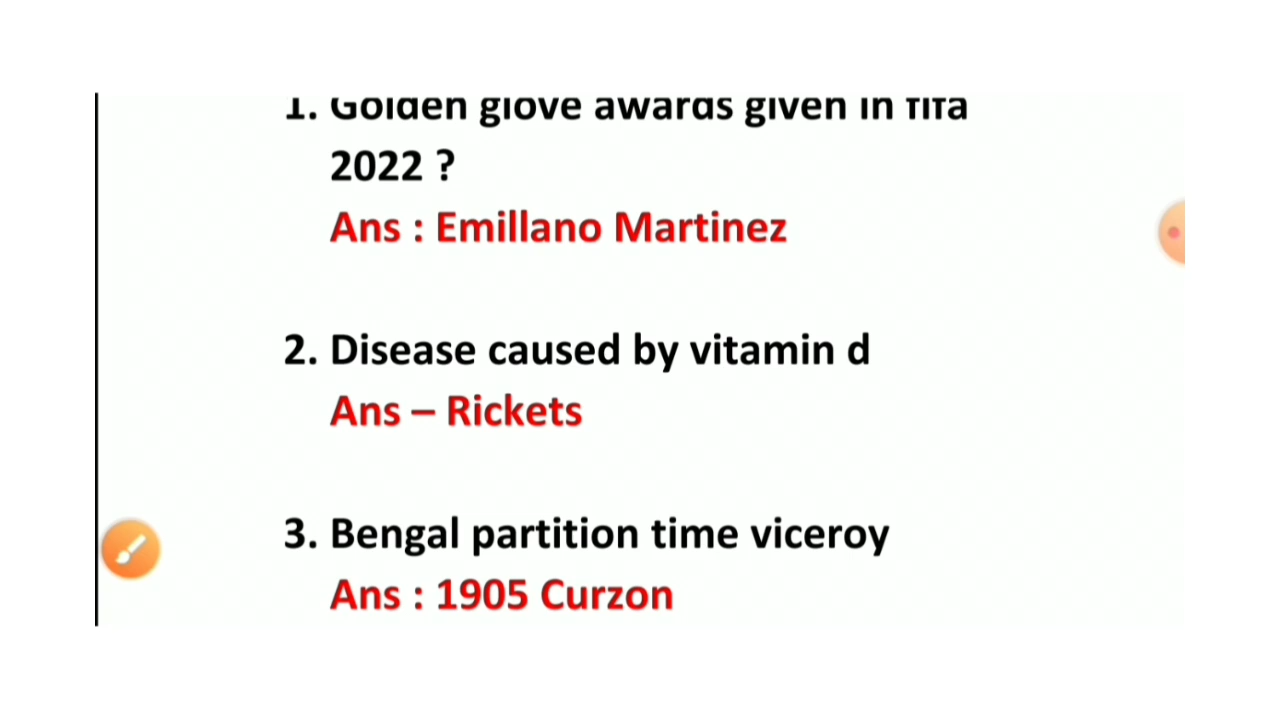 1. Golden glove awards given in fifa
2022 ?
Ans : Emillano Martinez
2. Disease caused by vitamin d
Ans – Rickets
3. Bengal partition time viceroy
Ans : 1905 Curzon